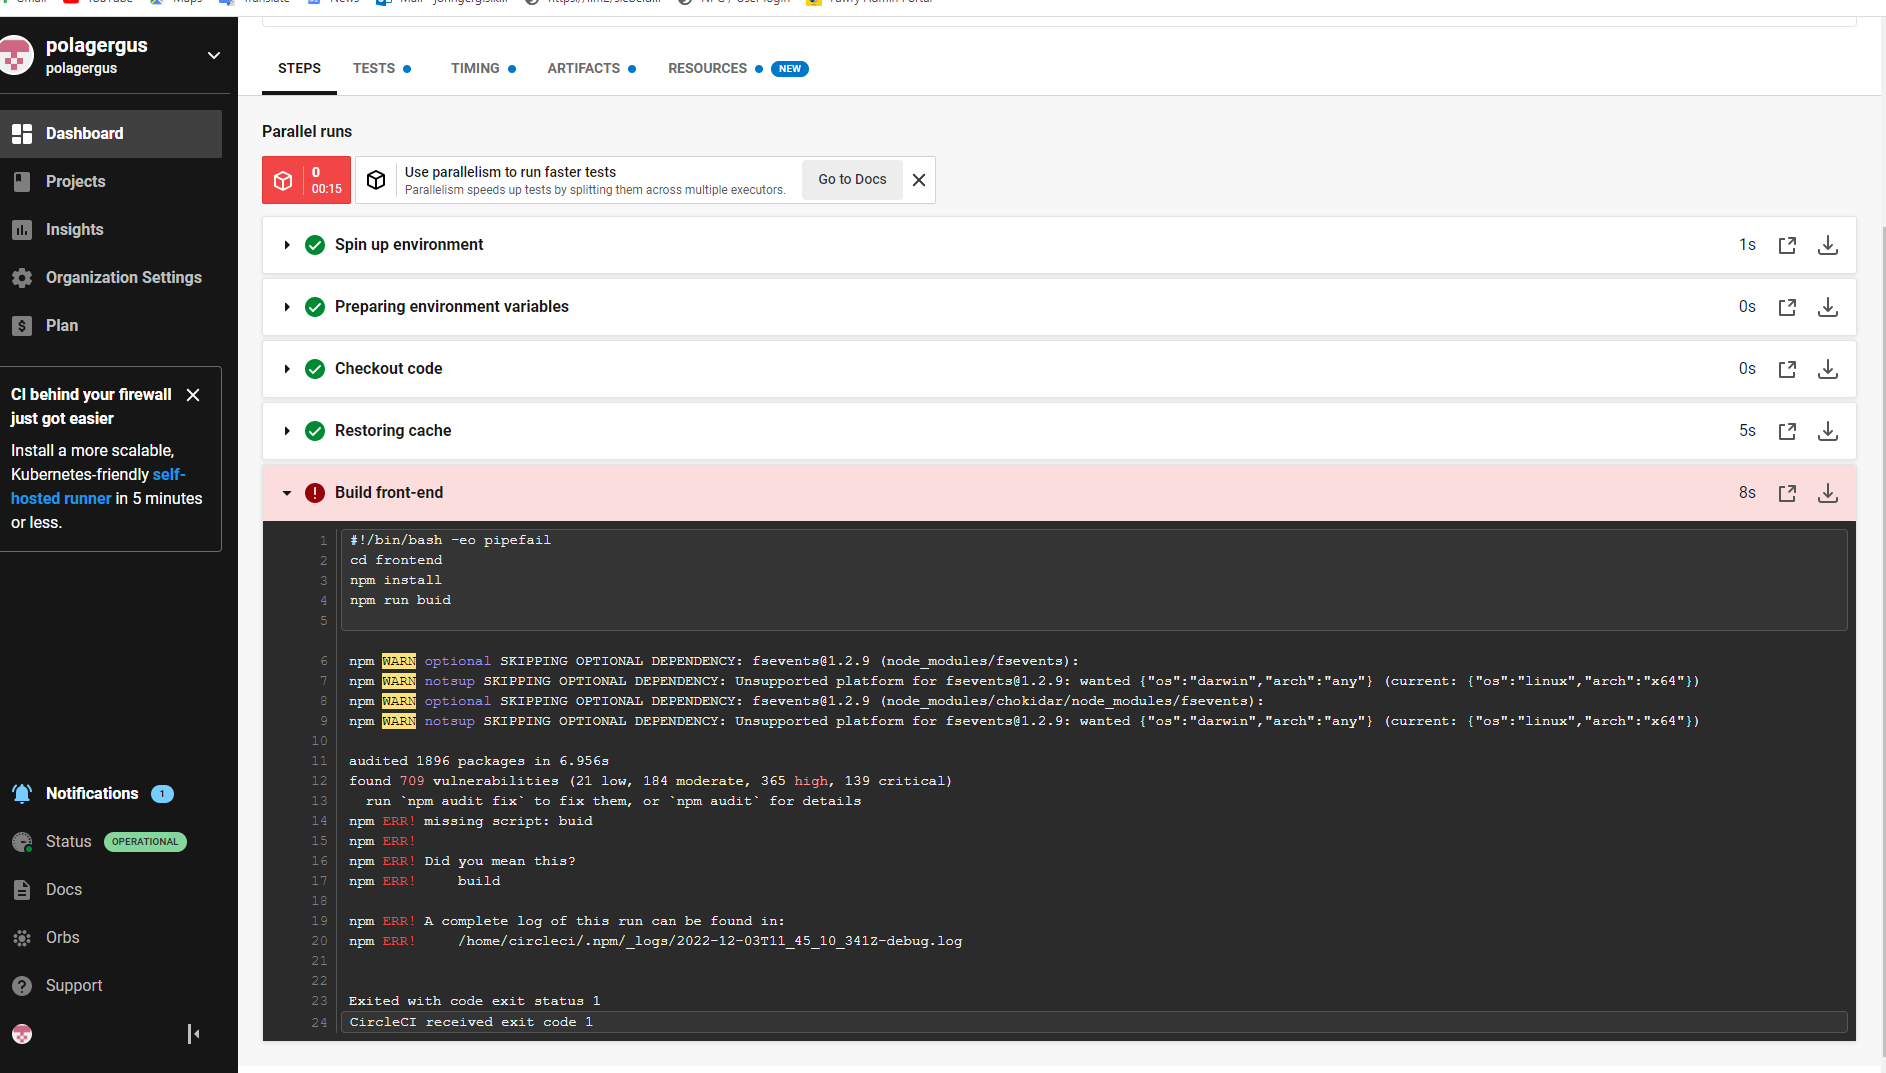 YouTube
Maps
Translate
News
polagergus
polagergus
Dashboard
Projects
Insights
Organization Settings
Plan
CI behind your firewall
just got easier
Install a more scalable,
Kubernetes-friendly self-
hosted runner in 5 minutes
or less.
Notifications 1
Status OPERATIONAL
Docs
Orbs
Support
STEPS TESTS TIMING ARTIFACTS RESOURCES NEW
Parallel runs
0
00:15
Use parallelism to run faster tests
Parallelism speeds up tests by splitting them across multiple executors.
Go to Docs
Spin up environment 1s
Preparing environment variables 0s
Checkout code 0s
Restoring cache 5s
Build front-end 8s
1 #!/bin/bash -eo pipefail
2 cd frontend
3 npm install
4 npm run buid
5
6 npm WARN optional SKIPPING OPTIONAL DEPENDENCY: fsevents@1.2.9 (node_modules/fsevents):
7 npm WARN notsup SKIPPING OPTIONAL DEPENDENCY: Unsupported platform for fsevents@1.2.9: wanted {"os":"darwin","arch":"any"} (current: {"os":"linux","arch":"x64"})
8 npm WARN optional SKIPPING OPTIONAL DEPENDENCY: fsevents@1.2.9 (node_modules/chokidar/node_modules/fsevents):
9 npm WARN notsup SKIPPING OPTIONAL DEPENDENCY: Unsupported platform for fsevents@1.2.9: wanted {"os":"darwin","arch":"any"} (current: {"os":"linux","arch":"x64"})
10
11 audited 1896 packages in 6.956s
12 found 709 vulnerabilities (21 low, 184 moderate, 365 high, 139 critical)
13 run `npm audit fix` to fix them, or `npm audit` for details
14 npm ERR! missing script: buid
15 npm ERR!
16 npm ERR! Did you mean this?
17 npm ERR! build
18
19 npm ERR! A complete log of this run can be found in:
20 npm ERR! /home/circleci/.npm/_logs/2022-12-03T11_45_10_341Z-debug.log
21
22
23 Exited with code exit status 1
24 CircleCI received exit code 1